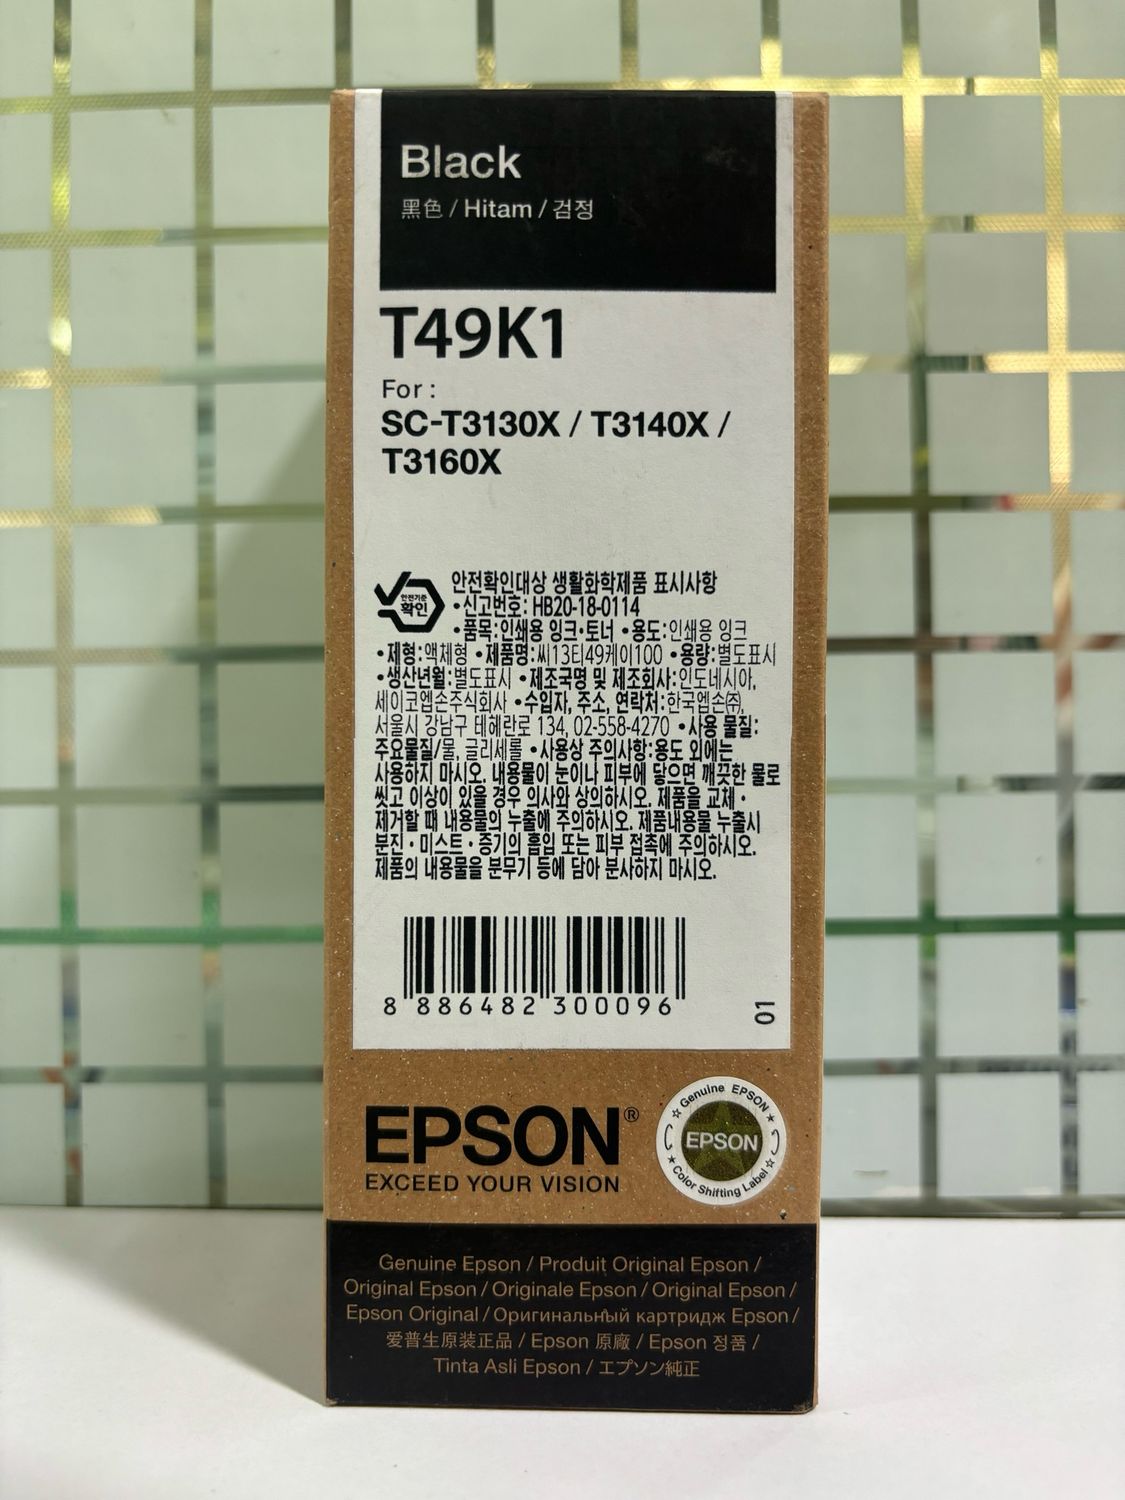 Black
黑色 / Hitam / 검정
T49K1
For :
SC-T3130X / T3140X /
T3160X
안전기준
확인
안전확인대상 생활화학제품 표시사항
•신고번호: HB20-18-0114
•품목:인쇄용 잉크·토너 •용도:인쇄용 잉크
•제형:액체형 •제품명:씨13티49케이100 •용량:별도표시
•생산년월:별도표시 •제조국명 및 제조회사:인도네시아,
세이코엡손주식회사 •수입자, 주소, 연락처:한국엡손㈜,
서울시 강남구 테헤란로 134, 02-558-4270 •사용 물질:
주요물질/물, 글리세롤 •사용상 주의사항:용도 외에는
사용하지 마시오. 내용물이 눈이나 피부에 닿으면 깨끗한 물로
씻고 이상이 있을 경우 의사와 상의하시오. 제품을 교체·
제거할 때 내용물의 누출에 주의하시오. 제품내용물 누출시
분진·미스트·증기의 흡입 또는 피부 접촉에 주의하시오.
제품의 내용물을 분무기 등에 담아 분사하지 마시오.
8 886482 300096
01
EPSON®
EXCEED YOUR VISION
Genuine EPSON
EPSON
Color Shifting Label
Genuine Epson / Produit Original Epson /
Original Epson / Originale Epson / Original Epson /
Epson Original / Оригинальный картридж Epson /
爱普生原装正品 / Epson 原廠 / Epson 정품 /
Tinta Asli Epson / エプソン純正